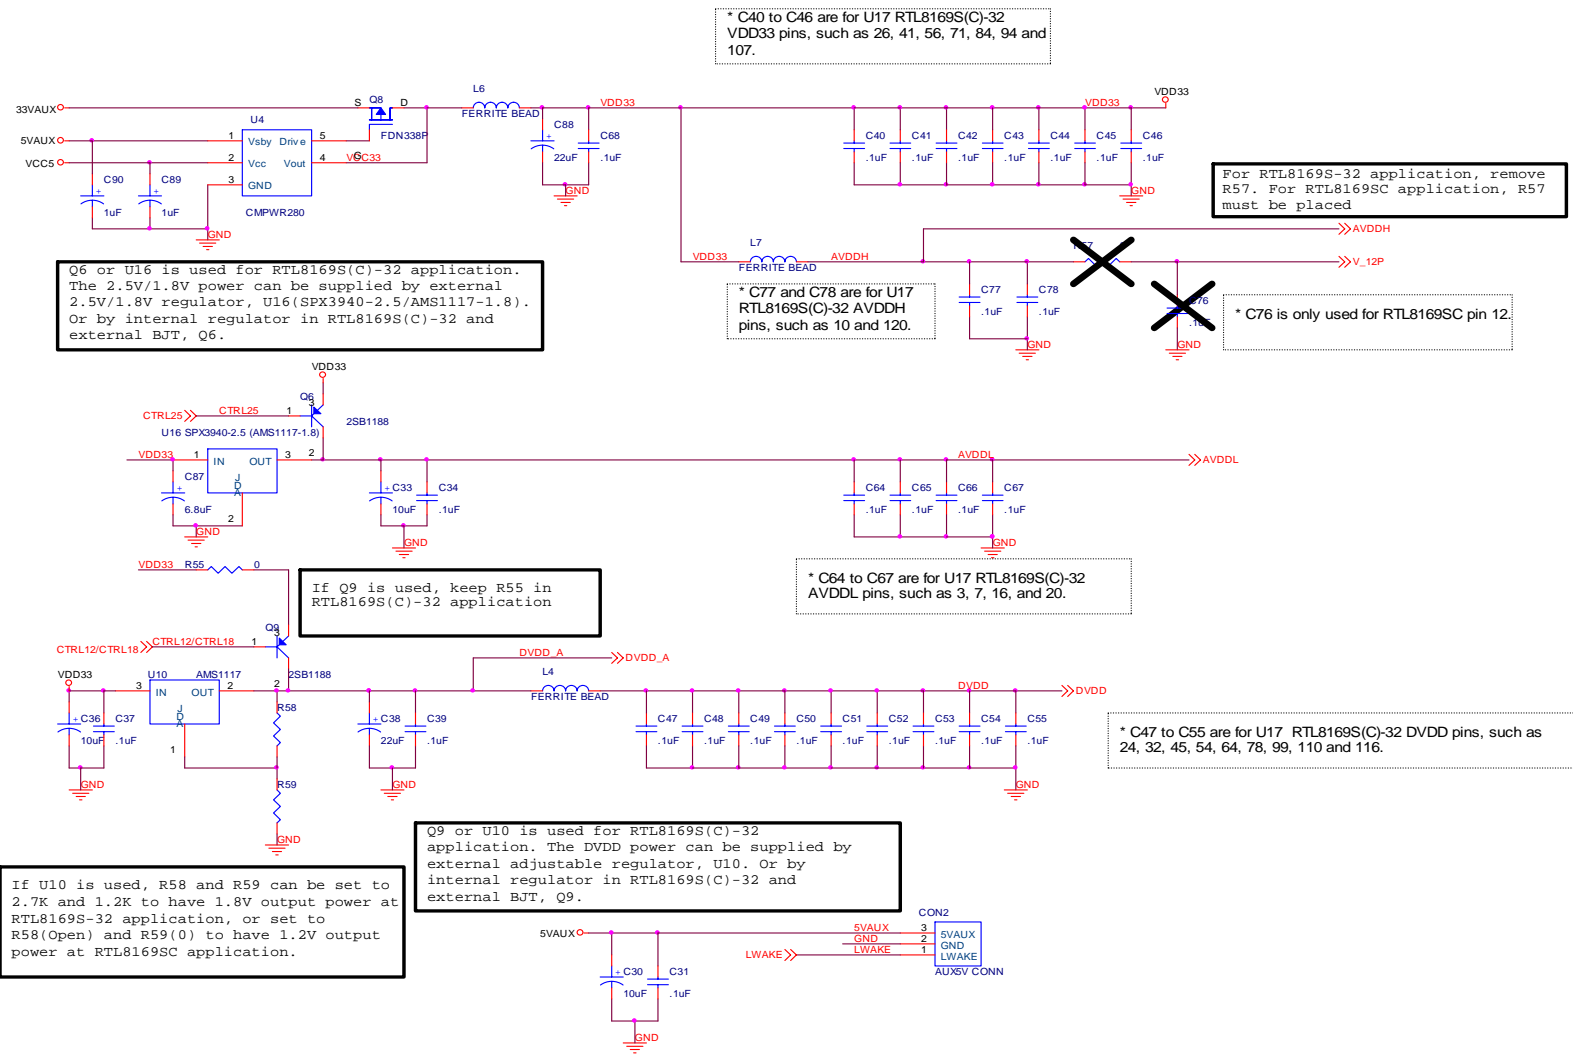 * C40 to C46 are for U17 RTL8169S(C)-32
VDD33 pins, such as 26, 41, 56, 71, 84, 94 and
107.
33VAUX
5VAUX
VCC5
U4
1 Vsby Drive 5
2 Vcc Vout 4
3 GND
CMPWR280
S Q8 D
FDN338P
G
VCC33
C90
1uF
C89
1uF
GND
L6
FERRITE BEAD
C88
22uF
C68
.1uF
GND
VDD33
VDD33
VDD33
C40 C41 C42 C43 C44 C45 C46
.1uF .1uF .1uF .1uF .1uF .1uF .1uF
GND
For RTL8169S-32 application, remove
R57. For RTL8169SC application, R57
must be placed
VDD33
L7
FERRITE BEAD
AVDDH
AVDDH
V_12P
C77
.1uF
C78
.1uF
GND
GND
* C77 and C78 are for U17
RTL8169S(C)-32 AVDDH
pins, such as 10 and 120.
* C76 is only used for RTL8169SC pin 12.
Q6 or U16 is used for RTL8169S(C)-32 application.
The 2.5V/1.8V power can be supplied by external
2.5V/1.8V regulator, U16(SPX3940-2.5/AMS1117-1.8).
Or by internal regulator in RTL8169S(C)-32 and
external BJT, Q6.
VDD33
CTRL25
CTRL25
1
Q6
3
2SB1188
U16 SPX3940-2.5 (AMS1117-1.8)
VDD33 1 IN OUT 3 2
ADJ
2
C87
6.8uF
GND
C33
10uF
C34
.1uF
GND
AVDDL
AVDDL
C64 C65 C66 C67
.1uF .1uF .1uF .1uF
GND
* C64 to C67 are for U17 RTL8169S(C)-32
AVDDL pins, such as 3, 7, 16, and 20.
VDD33 R55 0
If Q9 is used, keep R55 in
RTL8169S(C)-32 application
CTRL12/CTRL18
CTRL12/CTRL18
1
Q9
3
2SB1188
VDD33
U10 AMS1117
3 IN OUT 2 2
ADJ
1
C36
10uF
C37
.1uF
GND
R58
R59
GND
C38
22uF
C39
.1uF
GND
DVDD_A
DVDD_A
L4
FERRITE BEAD
DVDD
DVDD
C47 C48 C49 C50 C51 C52 C53 C54 C55
.1uF .1uF .1uF .1uF .1uF .1uF .1uF .1uF .1uF
GND
* C47 to C55 are for U17 RTL8169S(C)-32 DVDD pins, such as
24, 32, 45, 54, 64, 78, 99, 110 and 116.
Q9 or U10 is used for RTL8169S(C)-32
application. The DVDD power can be supplied by
external adjustable regulator, U10. Or by
internal regulator in RTL8169S(C)-32 and
external BJT, Q9.
If U10 is used, R58 and R59 can be set to
2.7K and 1.2K to have 1.8V output power at
RTL8169S-32 application, or set to
R58(Open) and R59(0) to have 1.2V output
power at RTL8169SC application.
5VAUX
C30
10uF
C31
.1uF
GND
LWAKE
CON2
5VAUX 3 5VAUX
GND 2 GND
LWAKE 1 LWAKE
AUX5V CONN